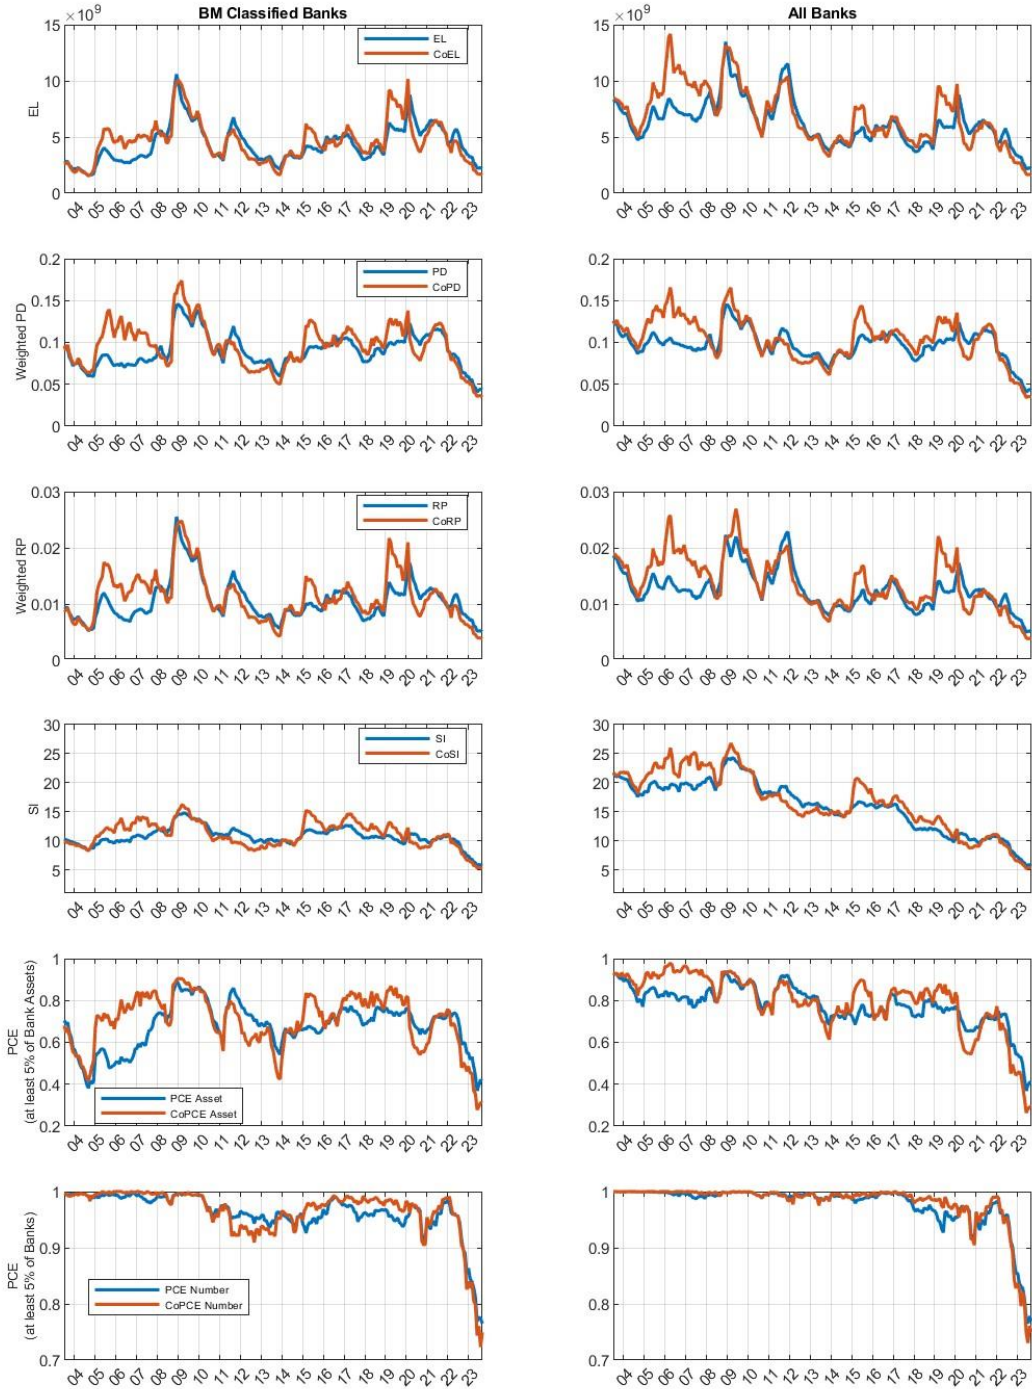 BM Classified Banks
All Banks
×10^9
15
10
5
0
EL
EL
CoEL
04 05 06 07 08 09 10 11 12 13 14 15 16 17 18 19 20 21 22 23
×10^9
15
10
5
0
04 05 06 07 08 09 10 11 12 13 14 15 16 17 18 19 20 21 22 23
0.2
0.15
0.1
0.05
0
Weighted PD
PD
CoPD
04 05 06 07 08 09 10 11 12 13 14 15 16 17 18 19 20 21 22 23
0.2
0.15
0.1
0.05
0
04 05 06 07 08 09 10 11 12 13 14 15 16 17 18 19 20 21 22 23
0.03
0.02
0.01
0
Weighted RP
RP
CoRP
04 05 06 07 08 09 10 11 12 13 14 15 16 17 18 19 20 21 22 23
0.03
0.02
0.01
0
04 05 06 07 08 09 10 11 12 13 14 15 16 17 18 19 20 21 22 23
30
25
20
15
10
5
SI
SI
CoSI
04 05 06 07 08 09 10 11 12 13 14 15 16 17 18 19 20 21 22 23
30
25
20
15
10
5
04 05 06 07 08 09 10 11 12 13 14 15 16 17 18 19 20 21 22 23
1
0.8
0.6
0.4
0.2
PCE
(at least 5% of Bank Assets)
PCE Asset
CoPCE Asset
04 05 06 07 08 09 10 11 12 13 14 15 16 17 18 19 20 21 22 23
1
0.8
0.6
0.4
0.2
04 05 06 07 08 09 10 11 12 13 14 15 16 17 18 19 20 21 22 23
1
0.9
0.8
0.7
PCE
(at least 5% of Banks)
PCE Number
CoPCE Number
04 05 06 07 08 09 10 11 12 13 14 15 16 17 18 19 20 21 22 23
1
0.9
0.8
0.7
04 05 06 07 08 09 10 11 12 13 14 15 16 17 18 19 20 21 22 23